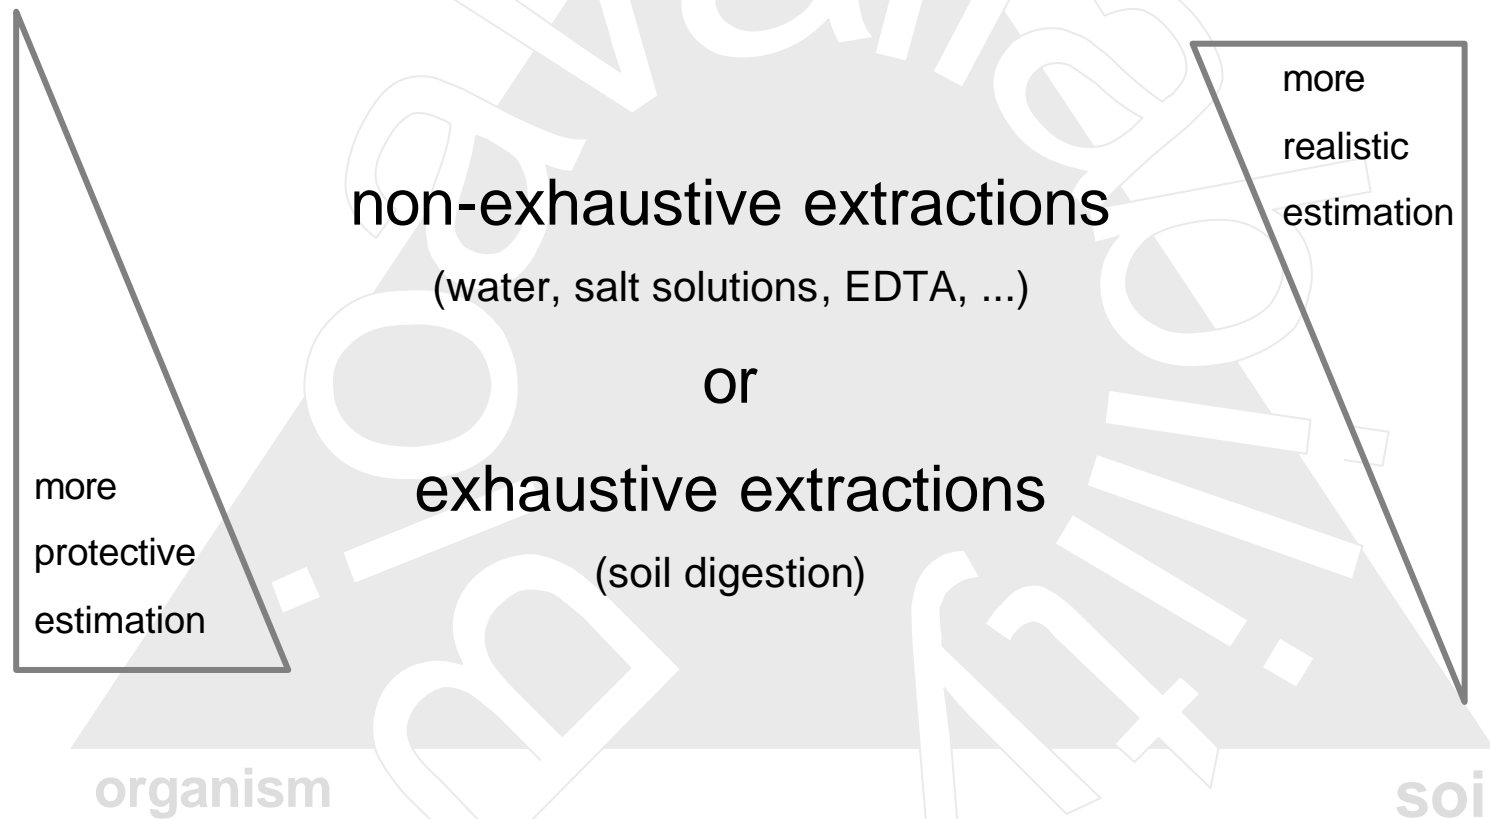 Bioavailability
more
realistic
estimation
non-exhaustive extractions
(water, salt solutions, EDTA, ...)
or
exhaustive extractions
(soil digestion)
more
protective
estimation
organism
soi